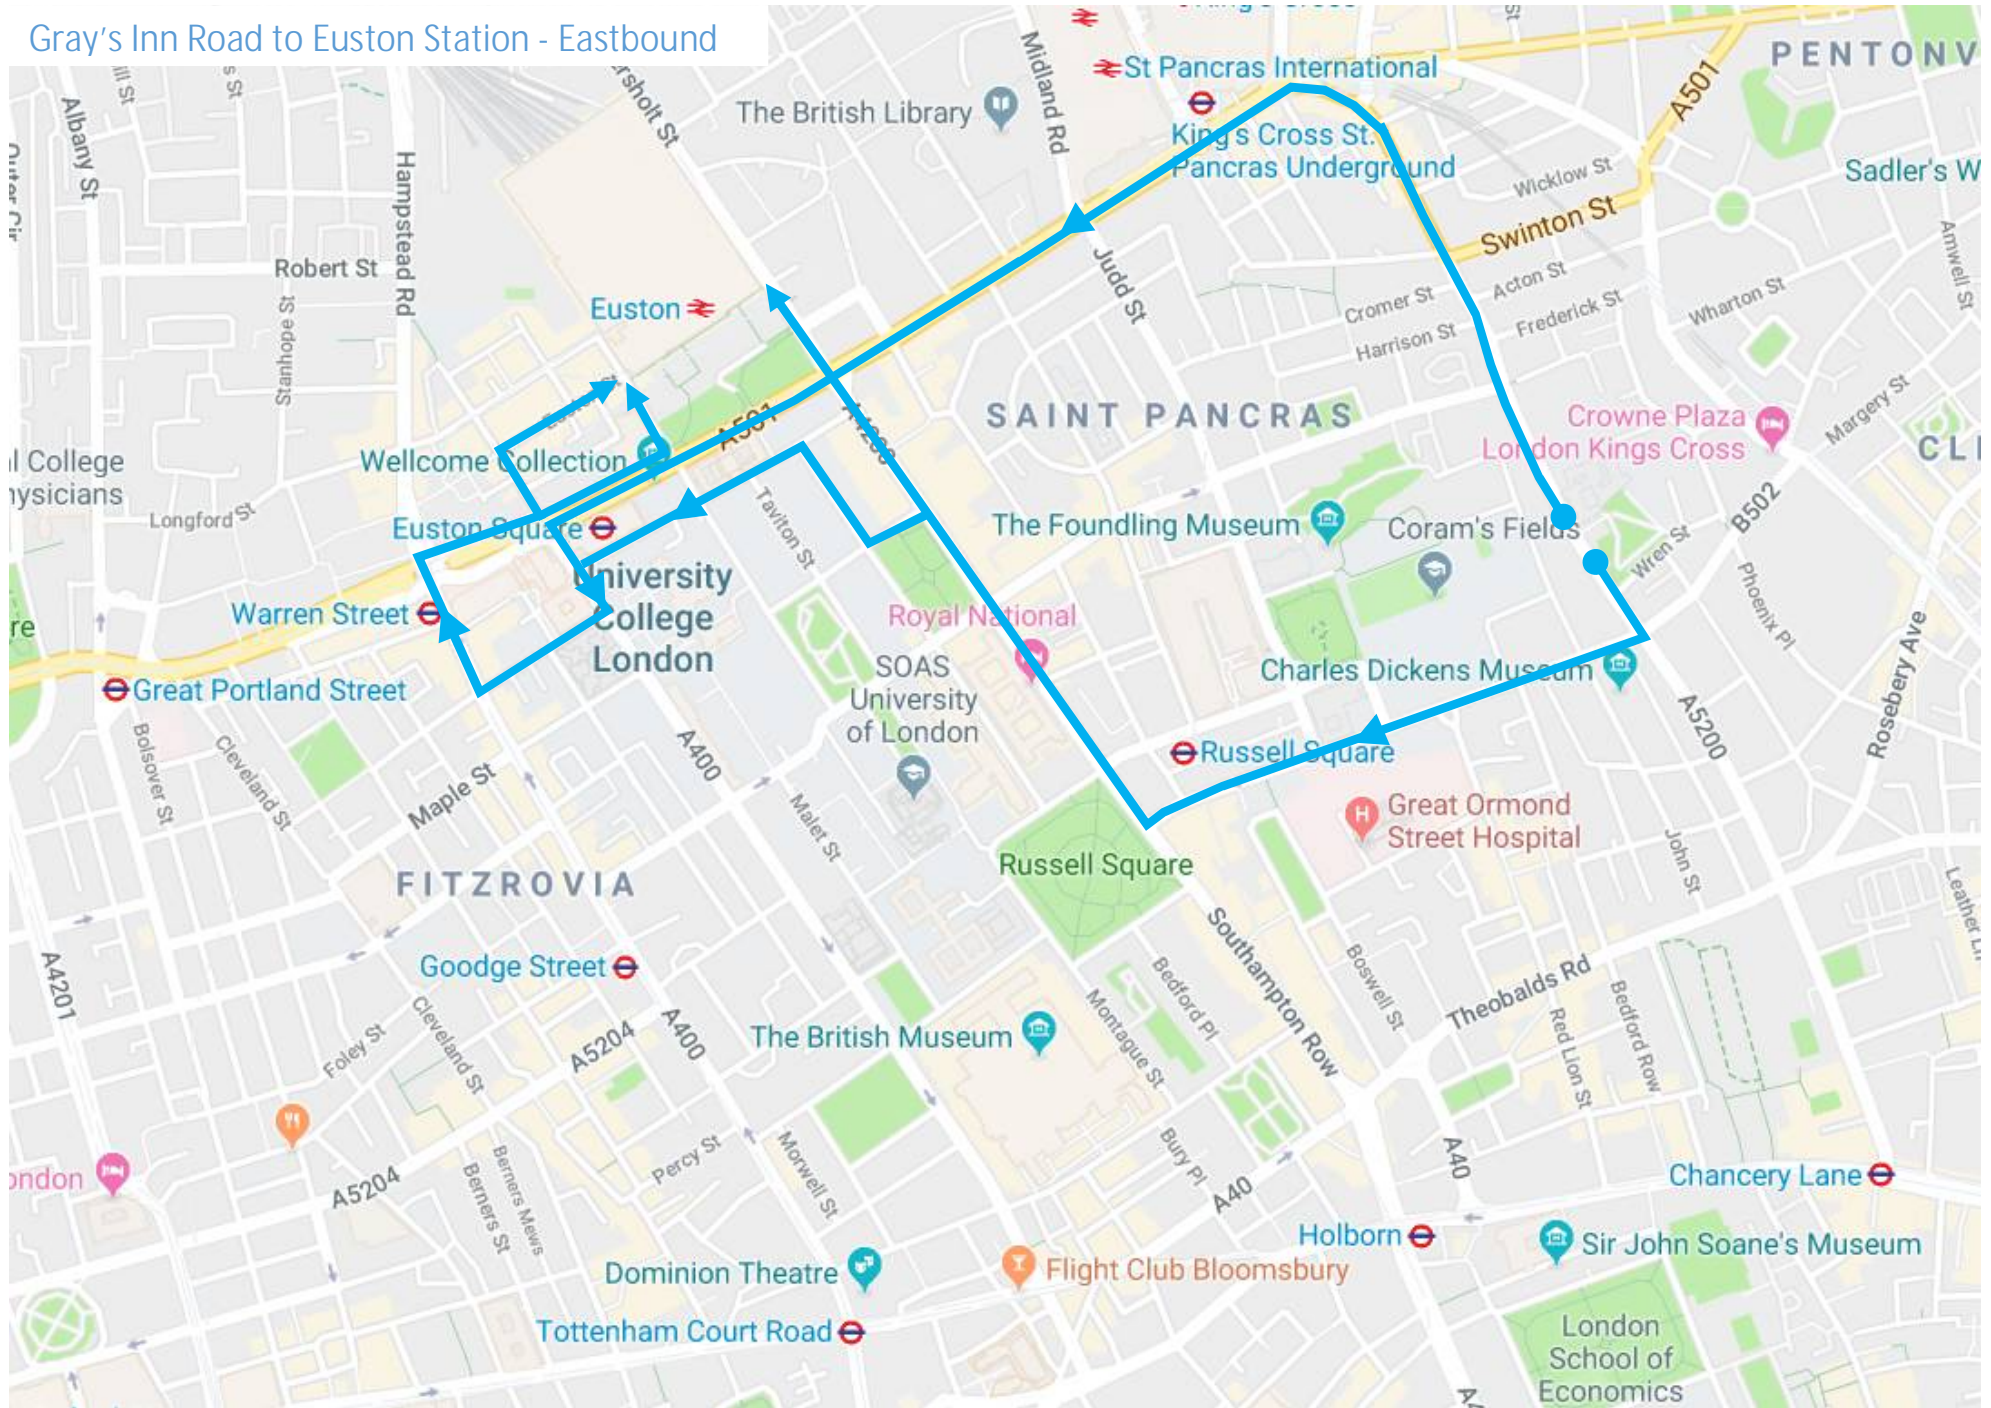 Gray's Inn Road to Euston Station - Eastbound
PENTONV
St Pancras International
Midland Rd
A501
The British Library
Albany St
King's Cross St.
Pancras Underground
Hampstead Rd
Wicklow St
Sadler's W
Swinton St
Amwell St
Robert St
Judd St
Acton St
Euston
Cromer St
Frederick St
Wharton St
Stanhope St
Harrison St
Margery St
SAINT PANCRAS
Crowne Plaza
London Kings Cross
A501
A4200
CLI
Wellcome Collection
l College
hysicians
Longford St
Euston Square
Taviton St
The Foundling Museum
Coram's Fields
B502
Wren St
University
College
London
Phoenix Pl
Warren Street
re
Royal National
Rosebery Ave
SOAS
University
of London
Charles Dickens Museum
Great Portland Street
A5200
Bolsover St
Cleveland St
A400
Russell Square
Maple St
Malet St
Great Ormond
Street Hospital
Russell Square
John St
FITZROVIA
Leather Ln
Southampton Row
Goodge Street
A4201
Bedford Pl
Boswell St
Theobalds Rd
Montague St
Bedford Row
Red Lion St
Foley St
Cleveland St
A5204
A400
The British Museum
Percy St
Morwell St
Bury Pl
A40
A40
Berners Mews
Berners St
A5204
ondon
Chancery Lane
Holborn
Sir John Soane's Museum
Dominion Theatre
Flight Club Bloomsbury
Tottenham Court Road
London
School of
Economics